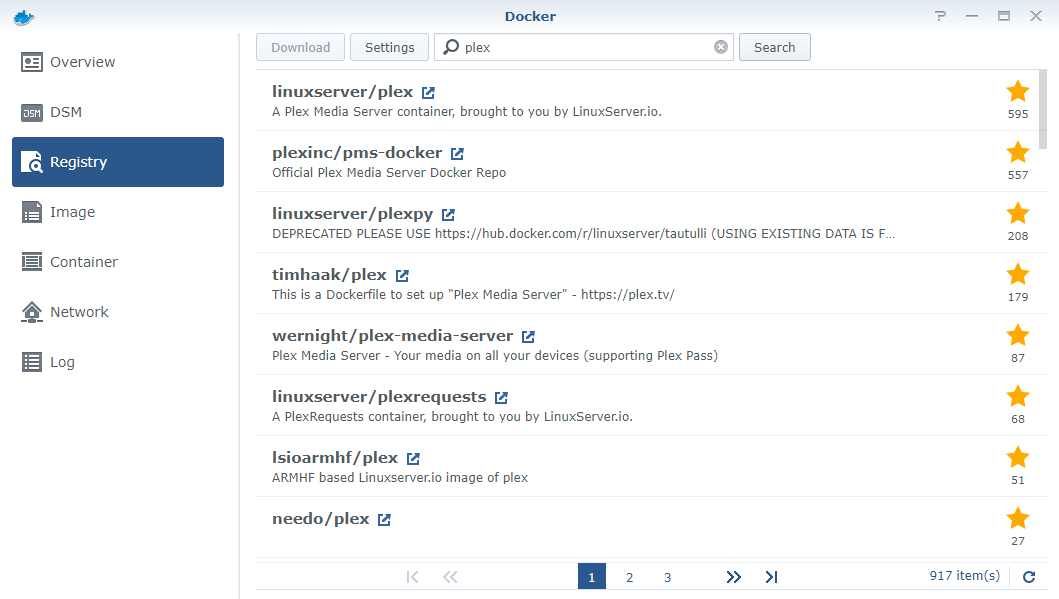 Docker
Overview
DSM
DSM
Registry
Image
Container
Network
Log
Download Settings plex Search
linuxserver/plex
A Plex Media Server container, brought to you by LinuxServer.io.
595
plexinc/pms-docker
Official Plex Media Server Docker Repo
557
linuxserver/plexpy
DEPRECATED PLEASE USE https://hub.docker.com/r/linuxserver/tautulli (USING EXISTING DATA IS F...
208
timhaak/plex
This is a Dockerfile to set up "Plex Media Server" - https://plex.tv/
179
wernight/plex-media-server
Plex Media Server - Your media on all your devices (supporting Plex Pass)
87
linuxserver/plexrequests
A PlexRequests container, brought to you by LinuxServer.io.
68
lsioarmhf/plex
ARMHF based Linuxserver.io image of plex
51
needo/plex
27
1 2 3 917 item(s)